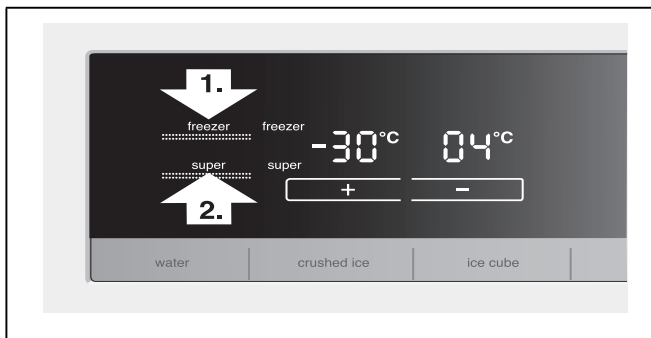 1.
freezer freezer
-30°C 04°C
super super
+ −
2.
water crushed ice ice cube